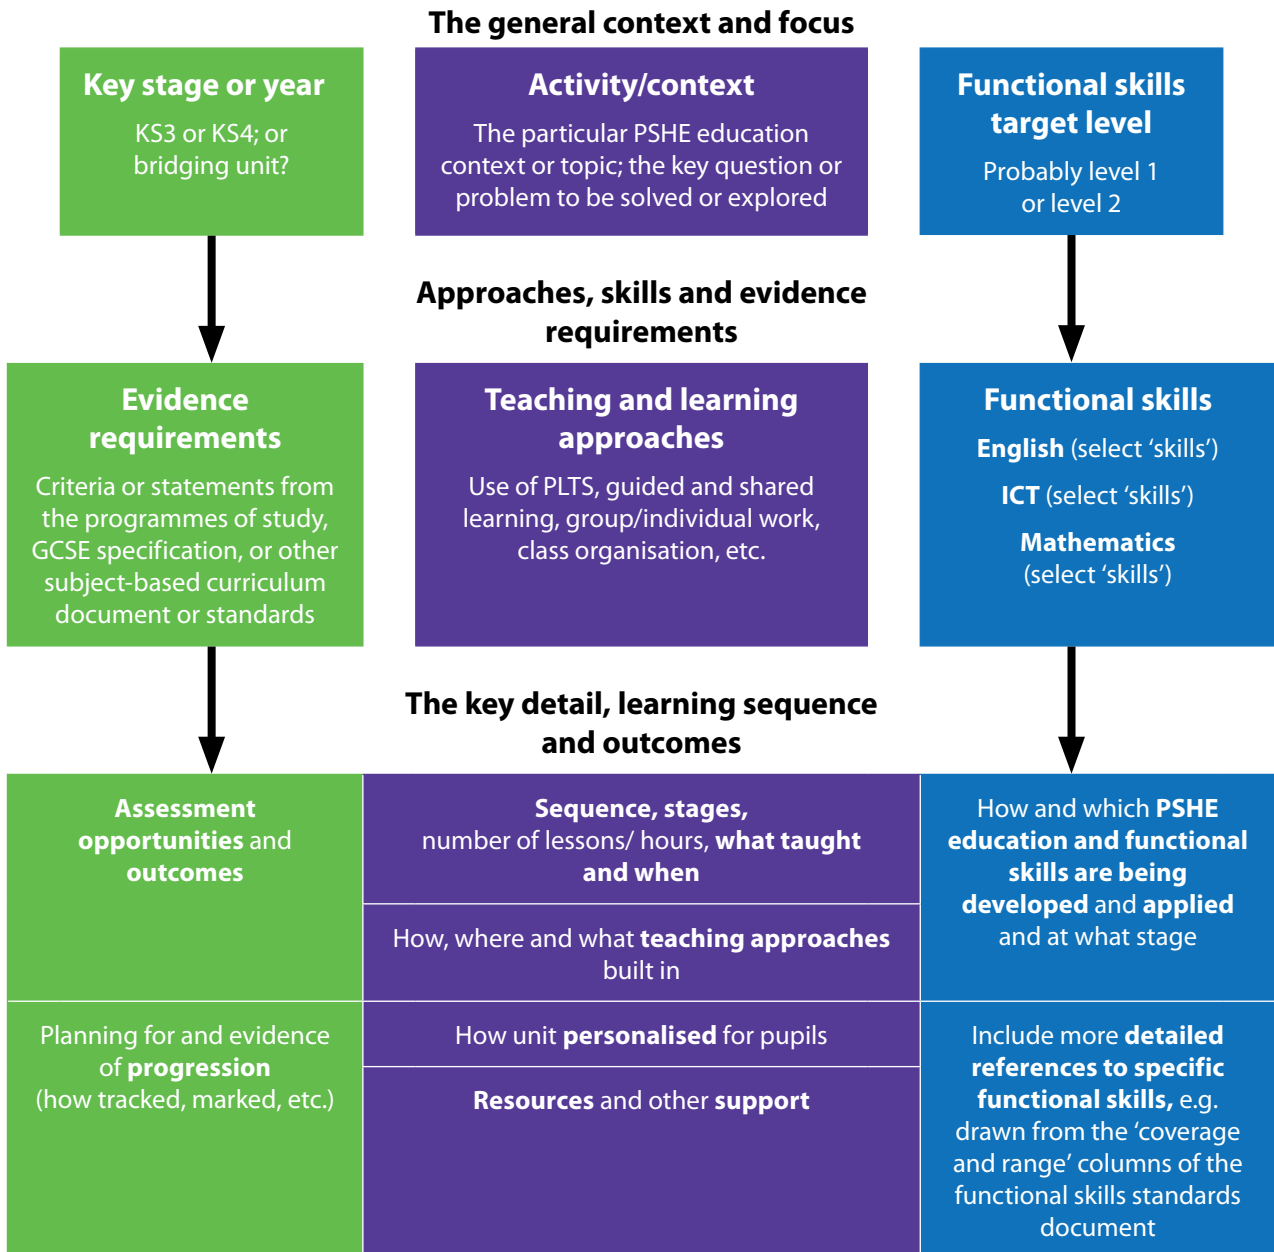 The general context and focus
Key stage or year
KS3 or KS4; or
bridging unit?
Activity/context
The particular PSHE education
context or topic; the key question or
problem to be solved or explored
Functional skills
target level
Probably level 1
or level 2
Approaches, skills and evidence
requirements
Evidence
requirements
Criteria or statements from
the programmes of study,
GCSE specification, or other
subject-based curriculum
document or standards
Teaching and learning
approaches
Use of PLTS, guided and shared
learning, group/individual work,
class organisation, etc.
Functional skills
English (select ‘skills’)
ICT (select ‘skills’)
Mathematics
(select ‘skills’)
The key detail, learning sequence
and outcomes
Assessment
opportunities and
outcomes
Sequence, stages,
number of lessons/ hours, what taught
and when
How, where and what teaching approaches
built in
How and which PSHE
education and functional
skills are being
developed and applied
and at what stage
Planning for and evidence
of progression
(how tracked, marked, etc.)
How unit personalised for pupils
Resources and other support
Include more detailed
references to specific
functional skills, e.g.
drawn from the ‘coverage
and range’ columns of the
functional skills standards
document